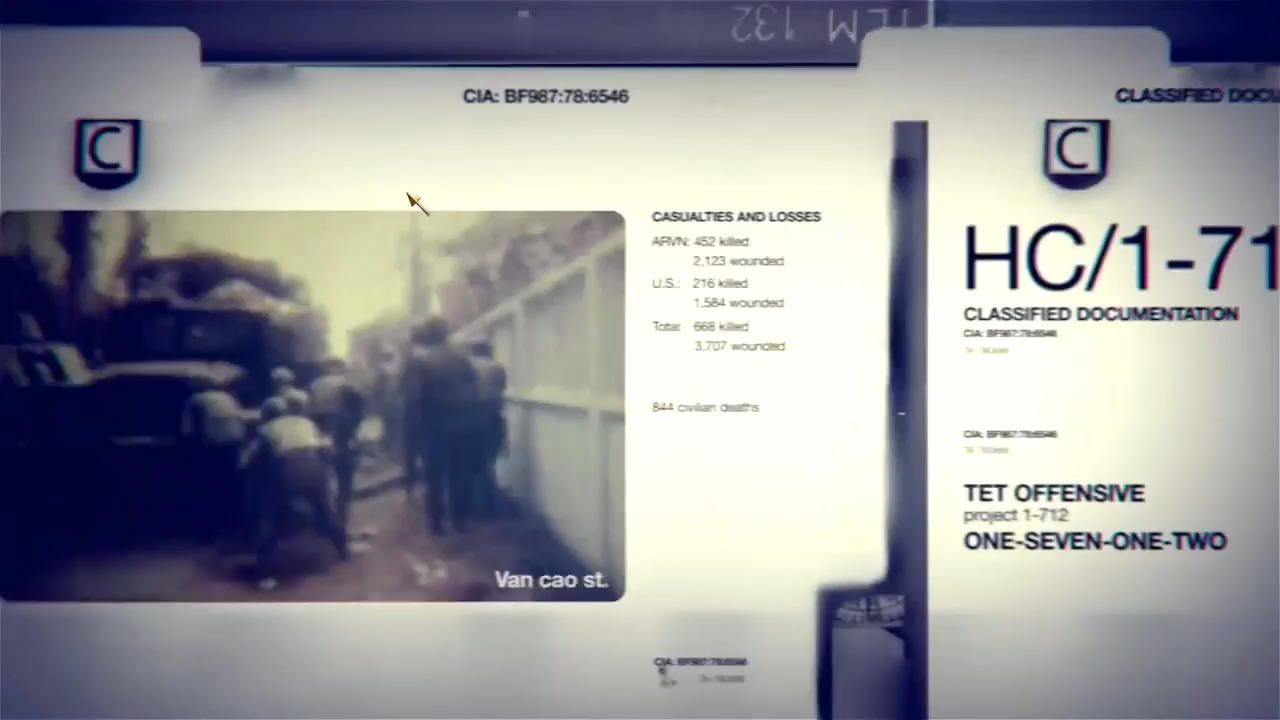 ITEM 132
CIA: BF987:78:6546
CLASSIFIED DOCU
C
C
CASUALTIES AND LOSSES
ARVN: 452 killed
2,123 wounded
U.S.: 216 killed
1,584 wounded
Total: 668 killed
3,707 wounded
844 civilian deaths
Van cao st.
CIA: BF987:78:6546
HC/1-71
CLASSIFIED DOCUMENTATION
CIA: BF987:78:6546
CIA: BF987:78:6546
TET OFFENSIVE
project 1-712
ONE-SEVEN-ONE-TWO